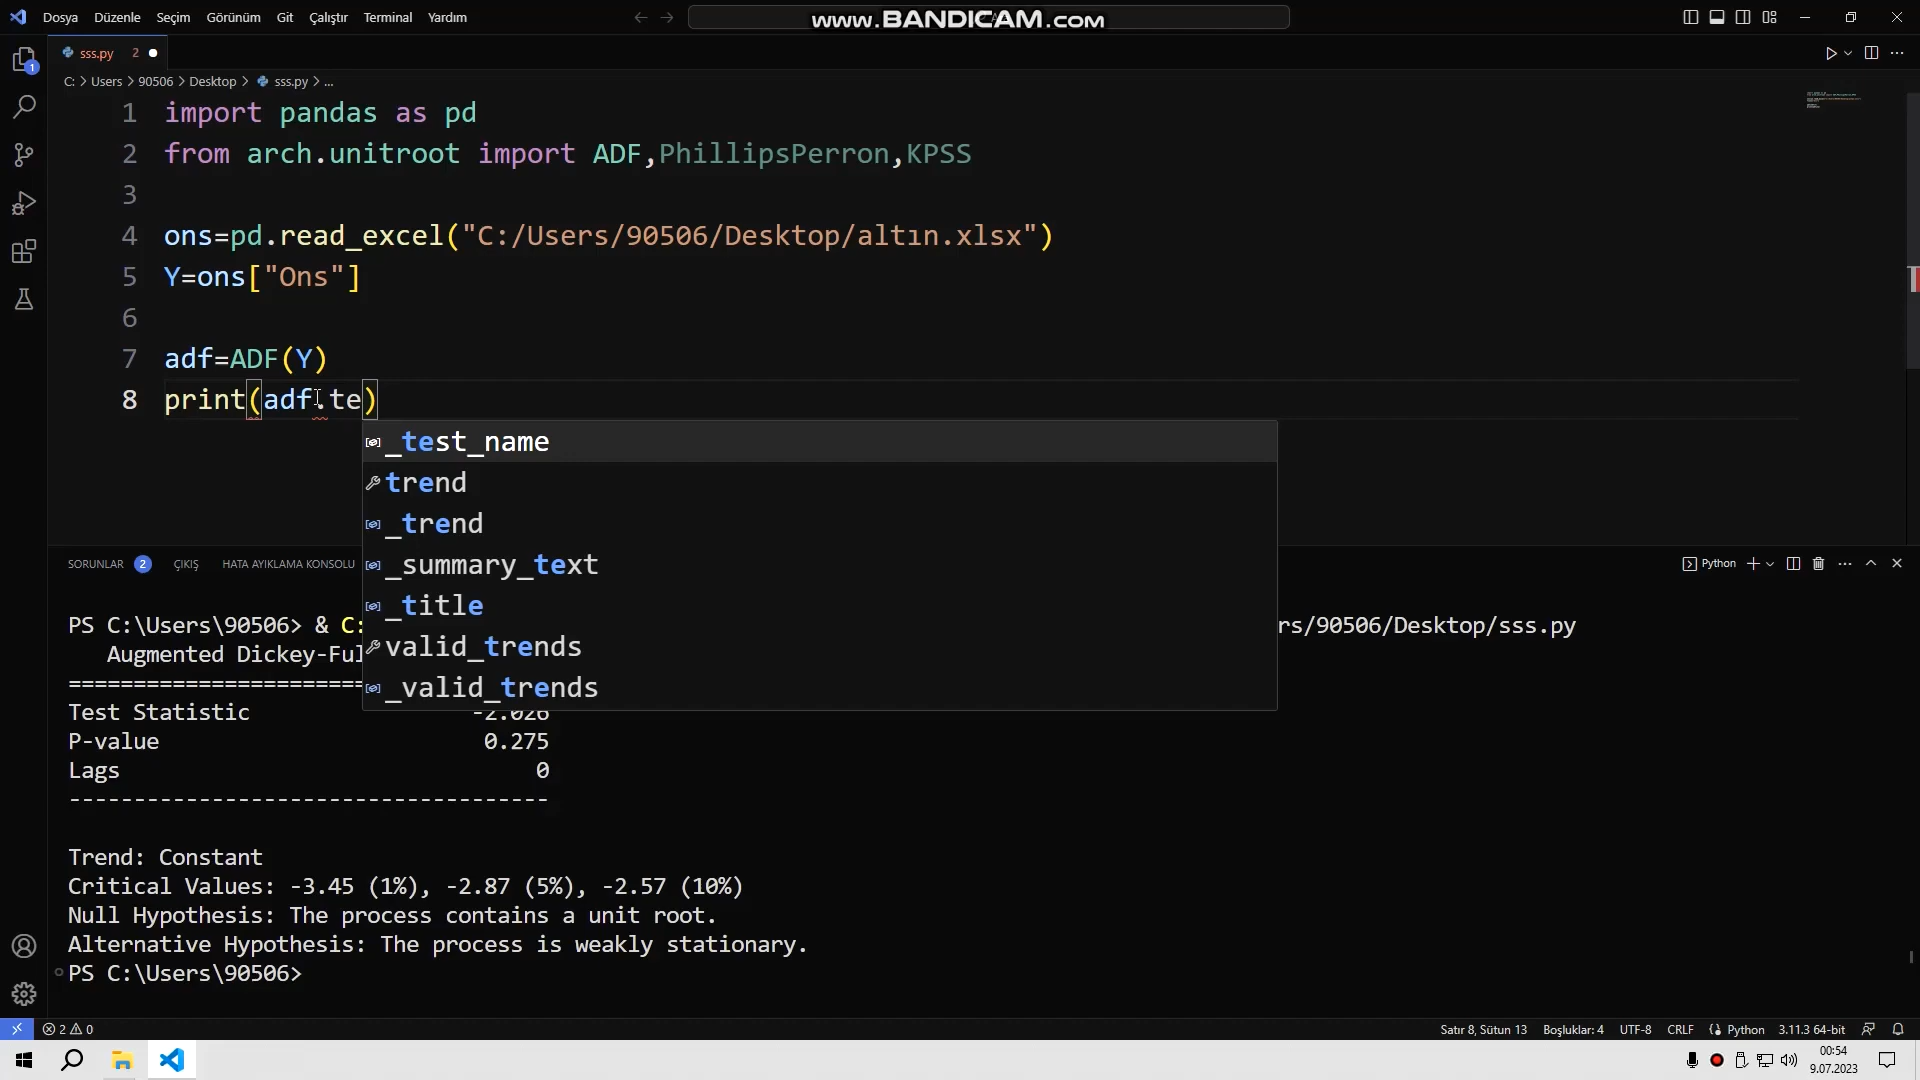 Dosya Düzenle Seçim Görünüm Git Çalıştır Terminal Yardım
www.BANDICAM.com
sss.py 2
C: > Users > 90506 > Desktop > sss.py > ...
1 import pandas as pd
2 from arch.unitroot import ADF,PhillipsPerron,KPSS
3
4 ons=pd.read_excel("C:/Users/90506/Desktop/altın.xlsx")
5 Y=ons["Ons"]
6
7 adf=ADF(Y)
8 print(adf.te)
_test_name
trend
_trend
_summary_text
_title
valid_trends
_valid_trends
SORUNLAR 2 ÇIKIŞ HATA AYIKLAMA KONSOLU
Python
PS C:\Users\90506> & C: rs/90506/Desktop/sss.py
Augmented Dickey-Ful
=======================
Test Statistic -2.026
P-value 0.275
Lags 0
-------------------------------------
Trend: Constant
Critical Values: -3.45 (1%), -2.87 (5%), -2.57 (10%)
Null Hypothesis: The process contains a unit root.
Alternative Hypothesis: The process is weakly stationary.
PS C:\Users\90506>
1
2 0
Satır 8, Sütun 13 Boşluklar: 4 UTF-8 CRLF Python 3.11.3 64-bit
00:54
9.07.2023